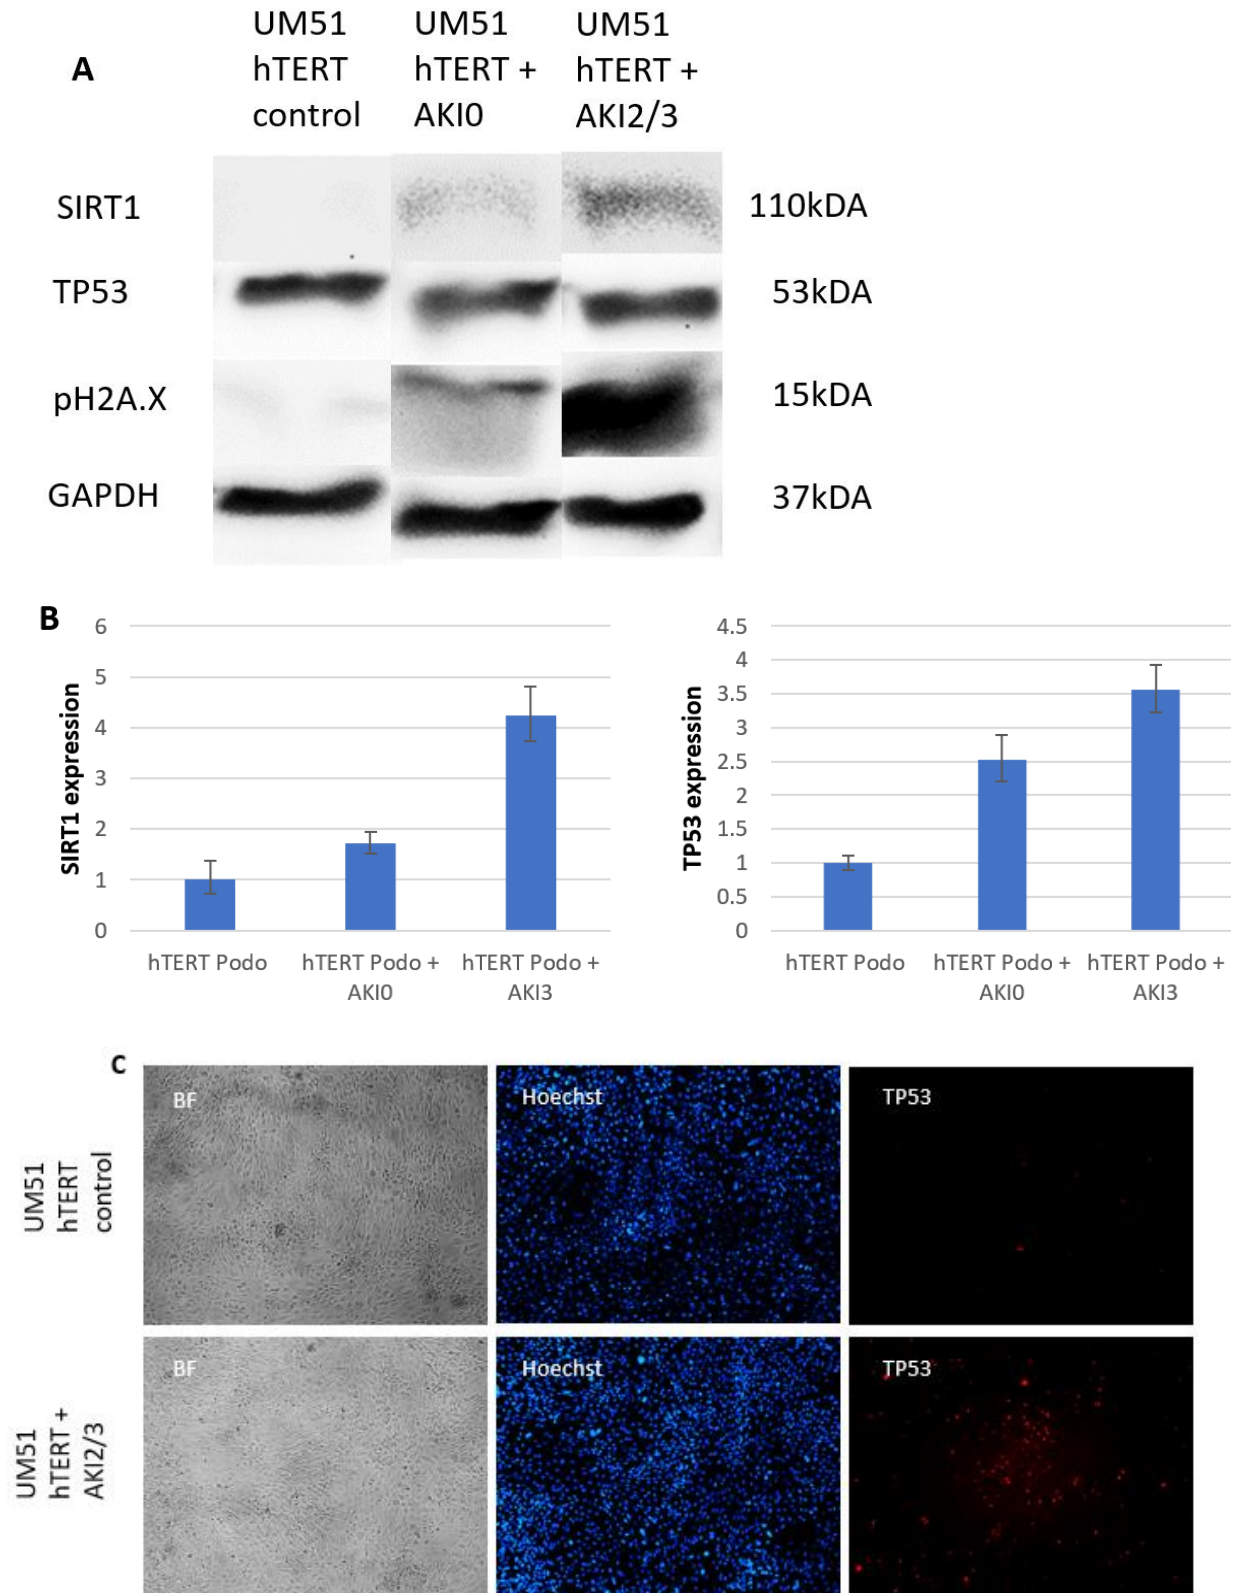 A
UM51
hTERT
control
UM51
hTERT +
AKI0
UM51
hTERT +
AKI2/3
SIRT1
110kDA
TP53
53kDA
pH2A.X
15kDA
GAPDH
37kDA
B
SIRT1 expression
6
5
4
3
2
1
0
hTERT Podo
hTERT Podo +
AKI0
hTERT Podo +
AKI3
TP53 expression
4.5
4
3.5
3
2.5
2
1.5
1
0.5
0
hTERT Podo
hTERT Podo +
AKI0
hTERT Podo +
AKI3
C
UM51
hTERT
control
BF
Hoechst
TP53
UM51
hTERT +
AKI2/3
BF
Hoechst
TP53